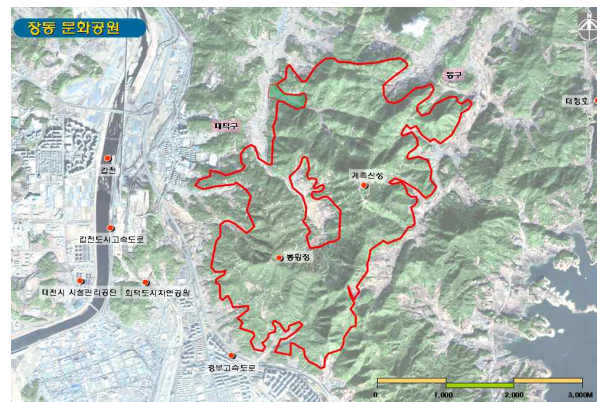 장동 문화공원
동구
대청호
대덕구
갑천
계족산성
갑천도시고속도로
봉황정
대전시 시설관리공단
회덕도시자연공원
경부고속도로
0 1,000 2,000 3,000M